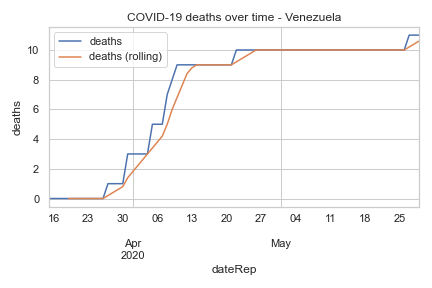 COVID-19 deaths over time - Venezuela
deaths
deaths (rolling)
10
8
6
4
2
0
deaths
16 23 30 06 13 20 27 04 11 18 25
Apr May
2020
dateRep